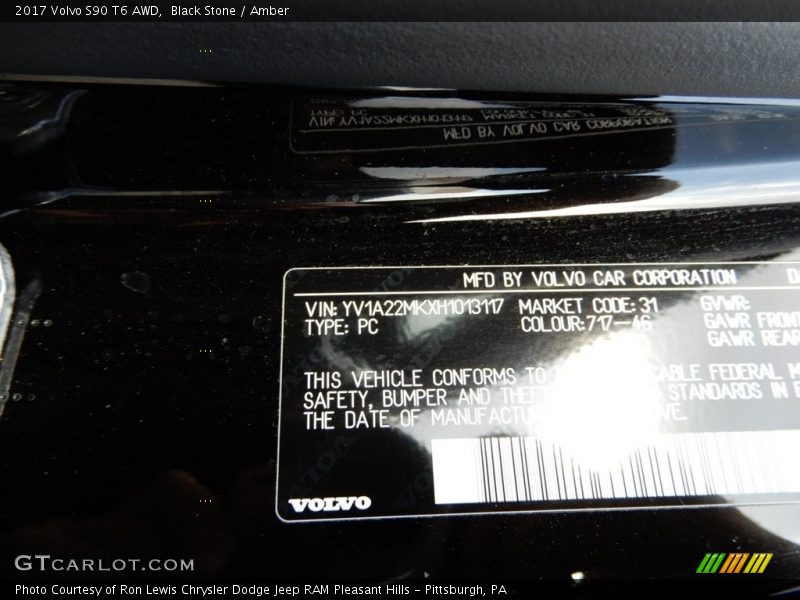 2017 Volvo S90 T6 AWD, Black Stone / Amber
MFD BY VOLVO CAR CORPORATION
VIN: YV1A22MKXH1013117 MARKET CODE: 31 GVWR:
TYPE: PC COLOUR: 717-46 GAWR FRONT
GAWR REAR
THIS VEHICLE CONFORMS TO FEDERAL
SAFETY, BUMPER AND STANDARDS IN
THE DATE OF
VOLVO
GTCARLOT.COM
Photo Courtesy of Ron Lewis Chrysler Dodge Jeep RAM Pleasant Hills - Pittsburgh, PA